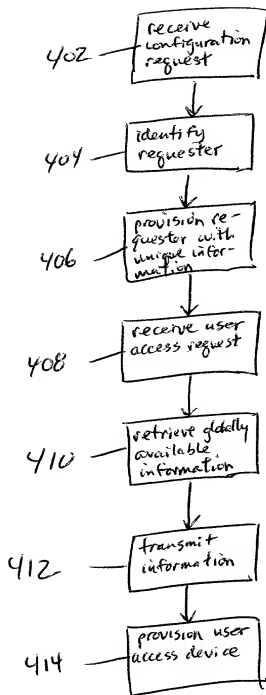 402
receive
configuration
request
404
identify
requester
406
provision re-
quester with
unique infor-
mation
408
receive user
access request
410
retrieve globally
available
information
412
transmit
information
414
provision user
access device